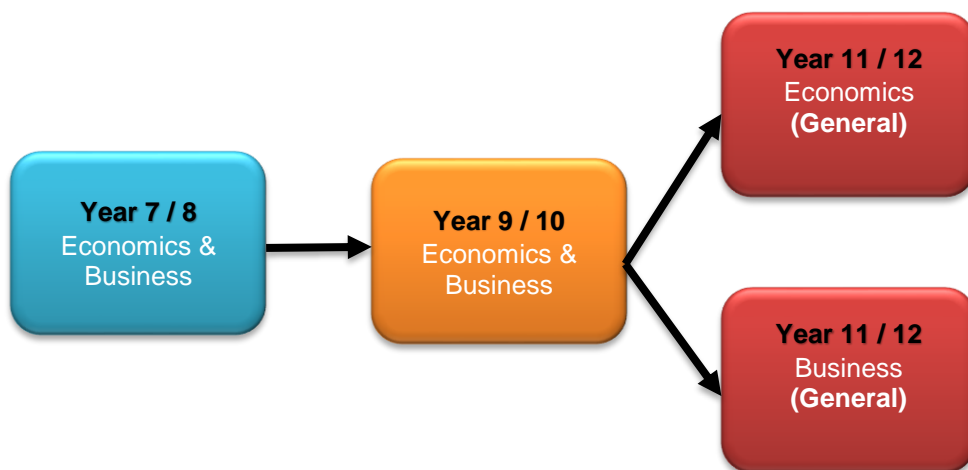 Year 7 / 8
Economics &
Business
Year 9 / 10
Economics &
Business
Year 11 / 12
Economics
(General)
Year 11 / 12
Business
(General)